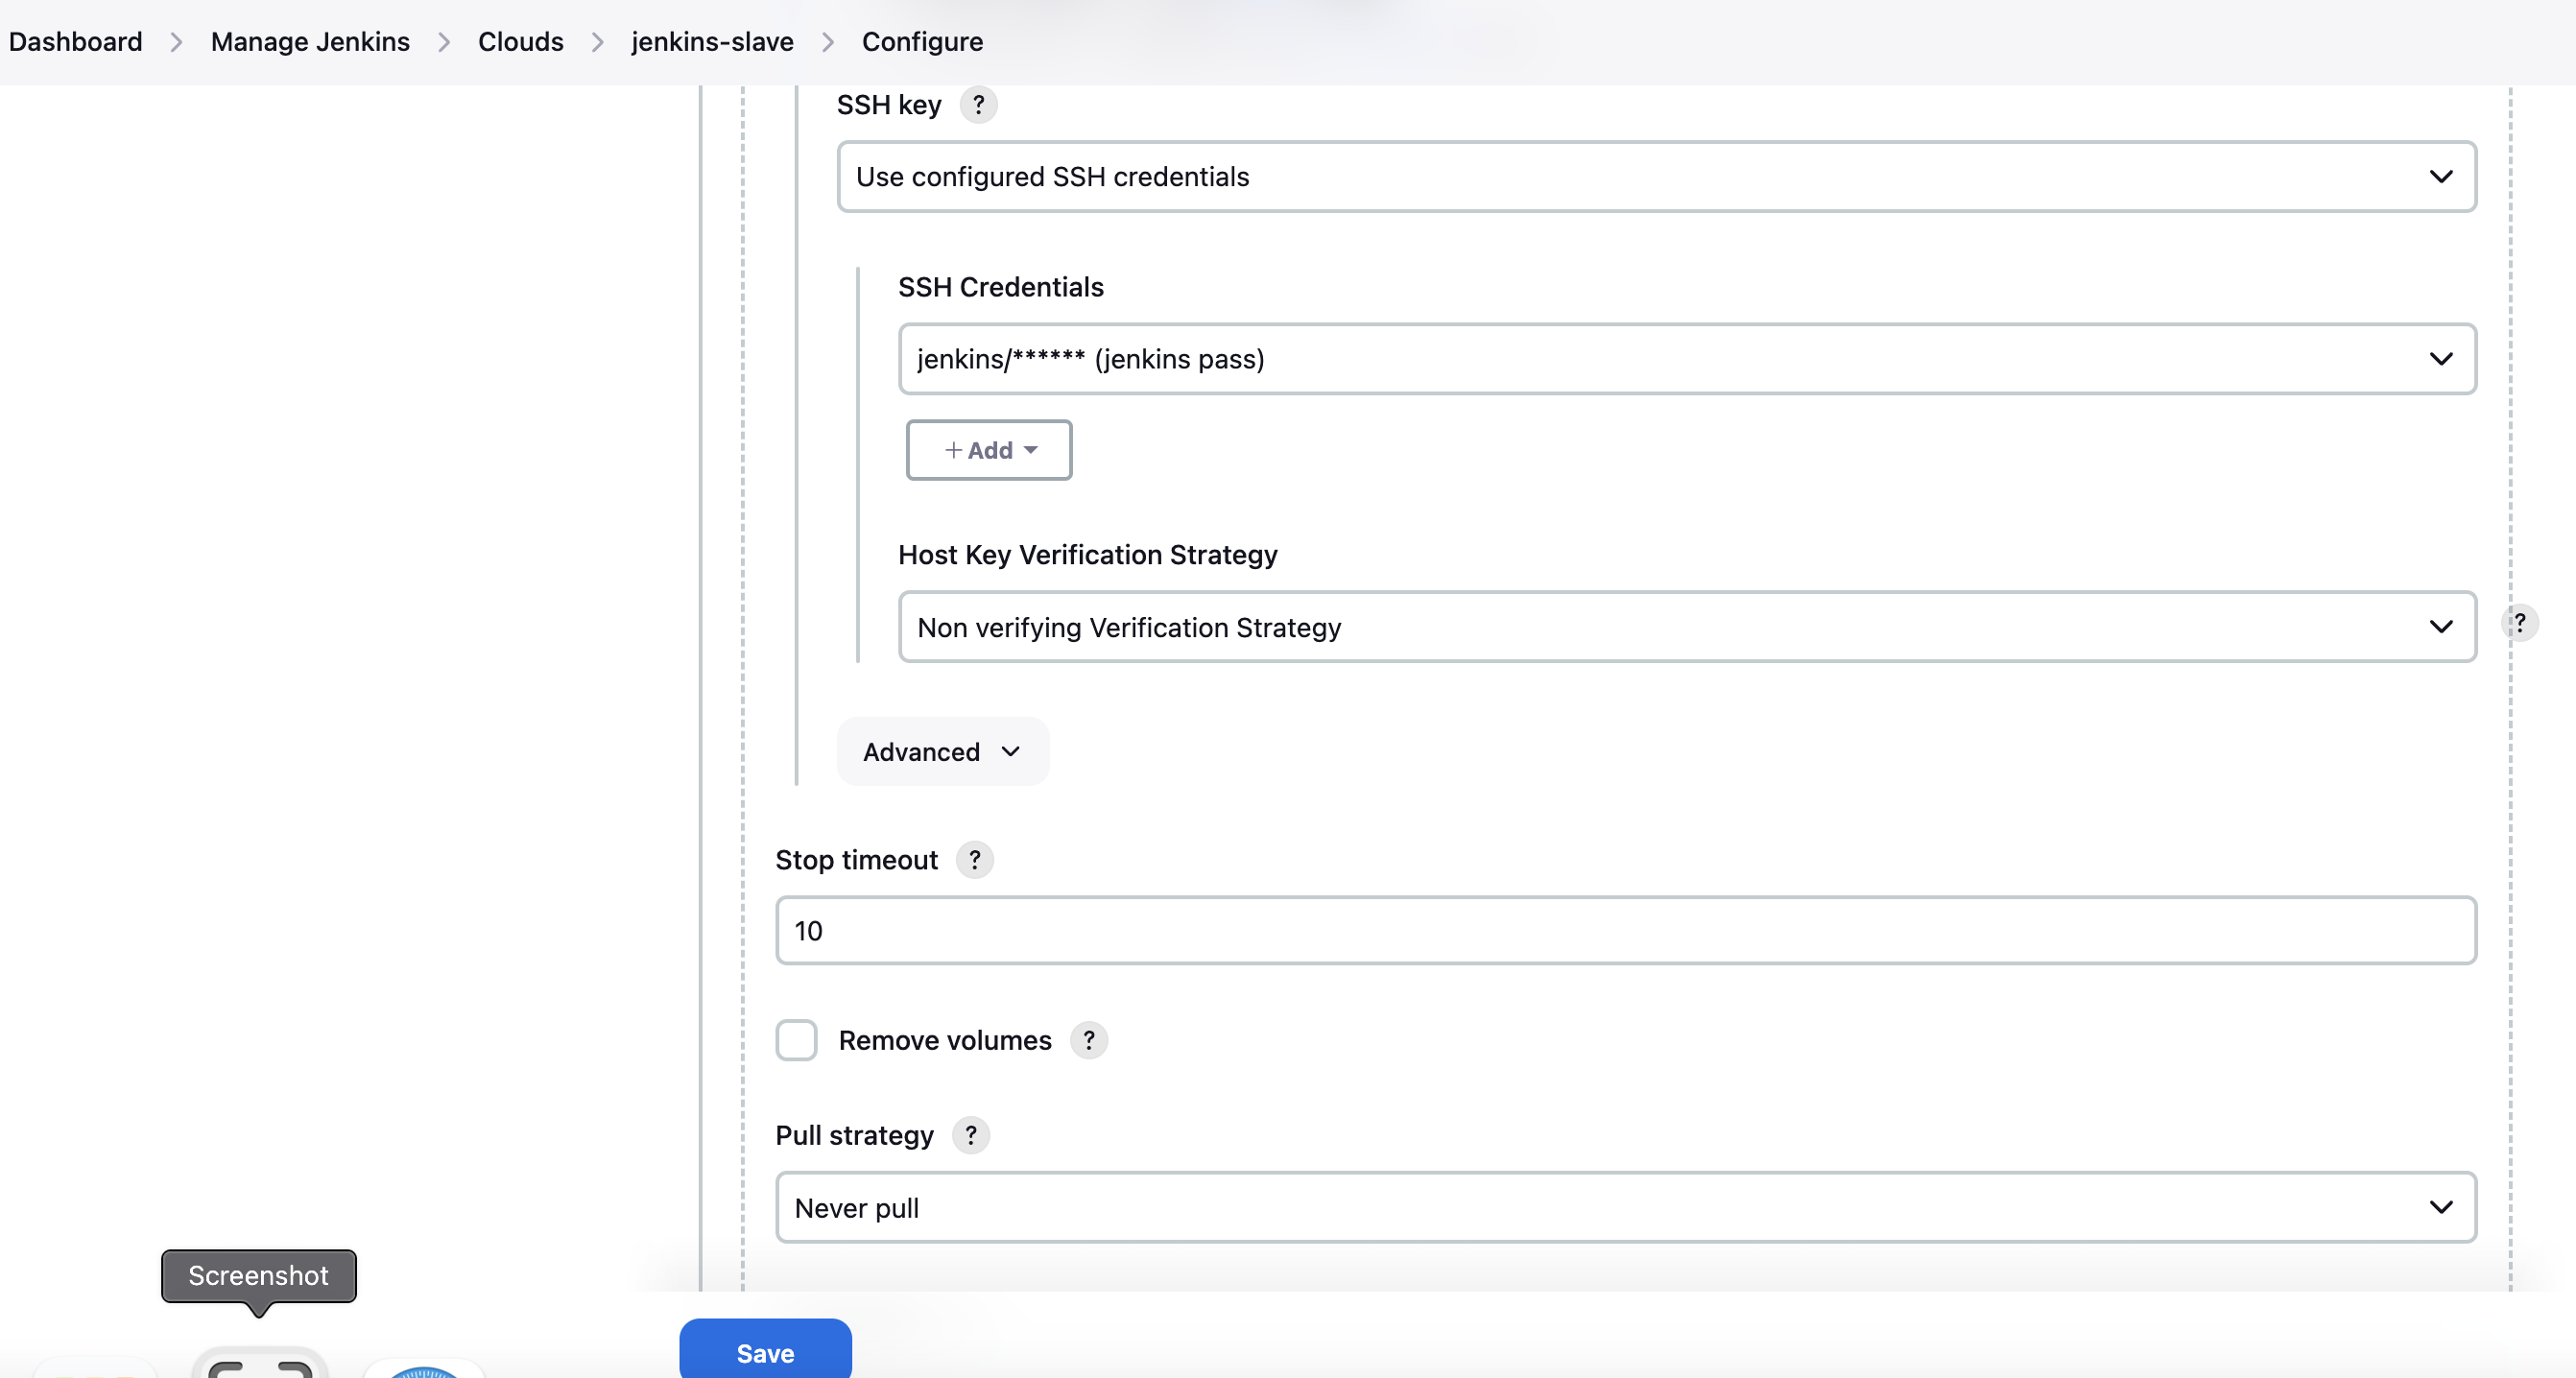 Dashboard > Manage Jenkins > Clouds > jenkins-slave > Configure
SSH key ?
Use configured SSH credentials
SSH Credentials
jenkins/****** (jenkins pass)
+ Add
Host Key Verification Strategy
Non verifying Verification Strategy
?
Advanced
Stop timeout ?
10
Remove volumes ?
Pull strategy ?
Never pull
Screenshot
Save